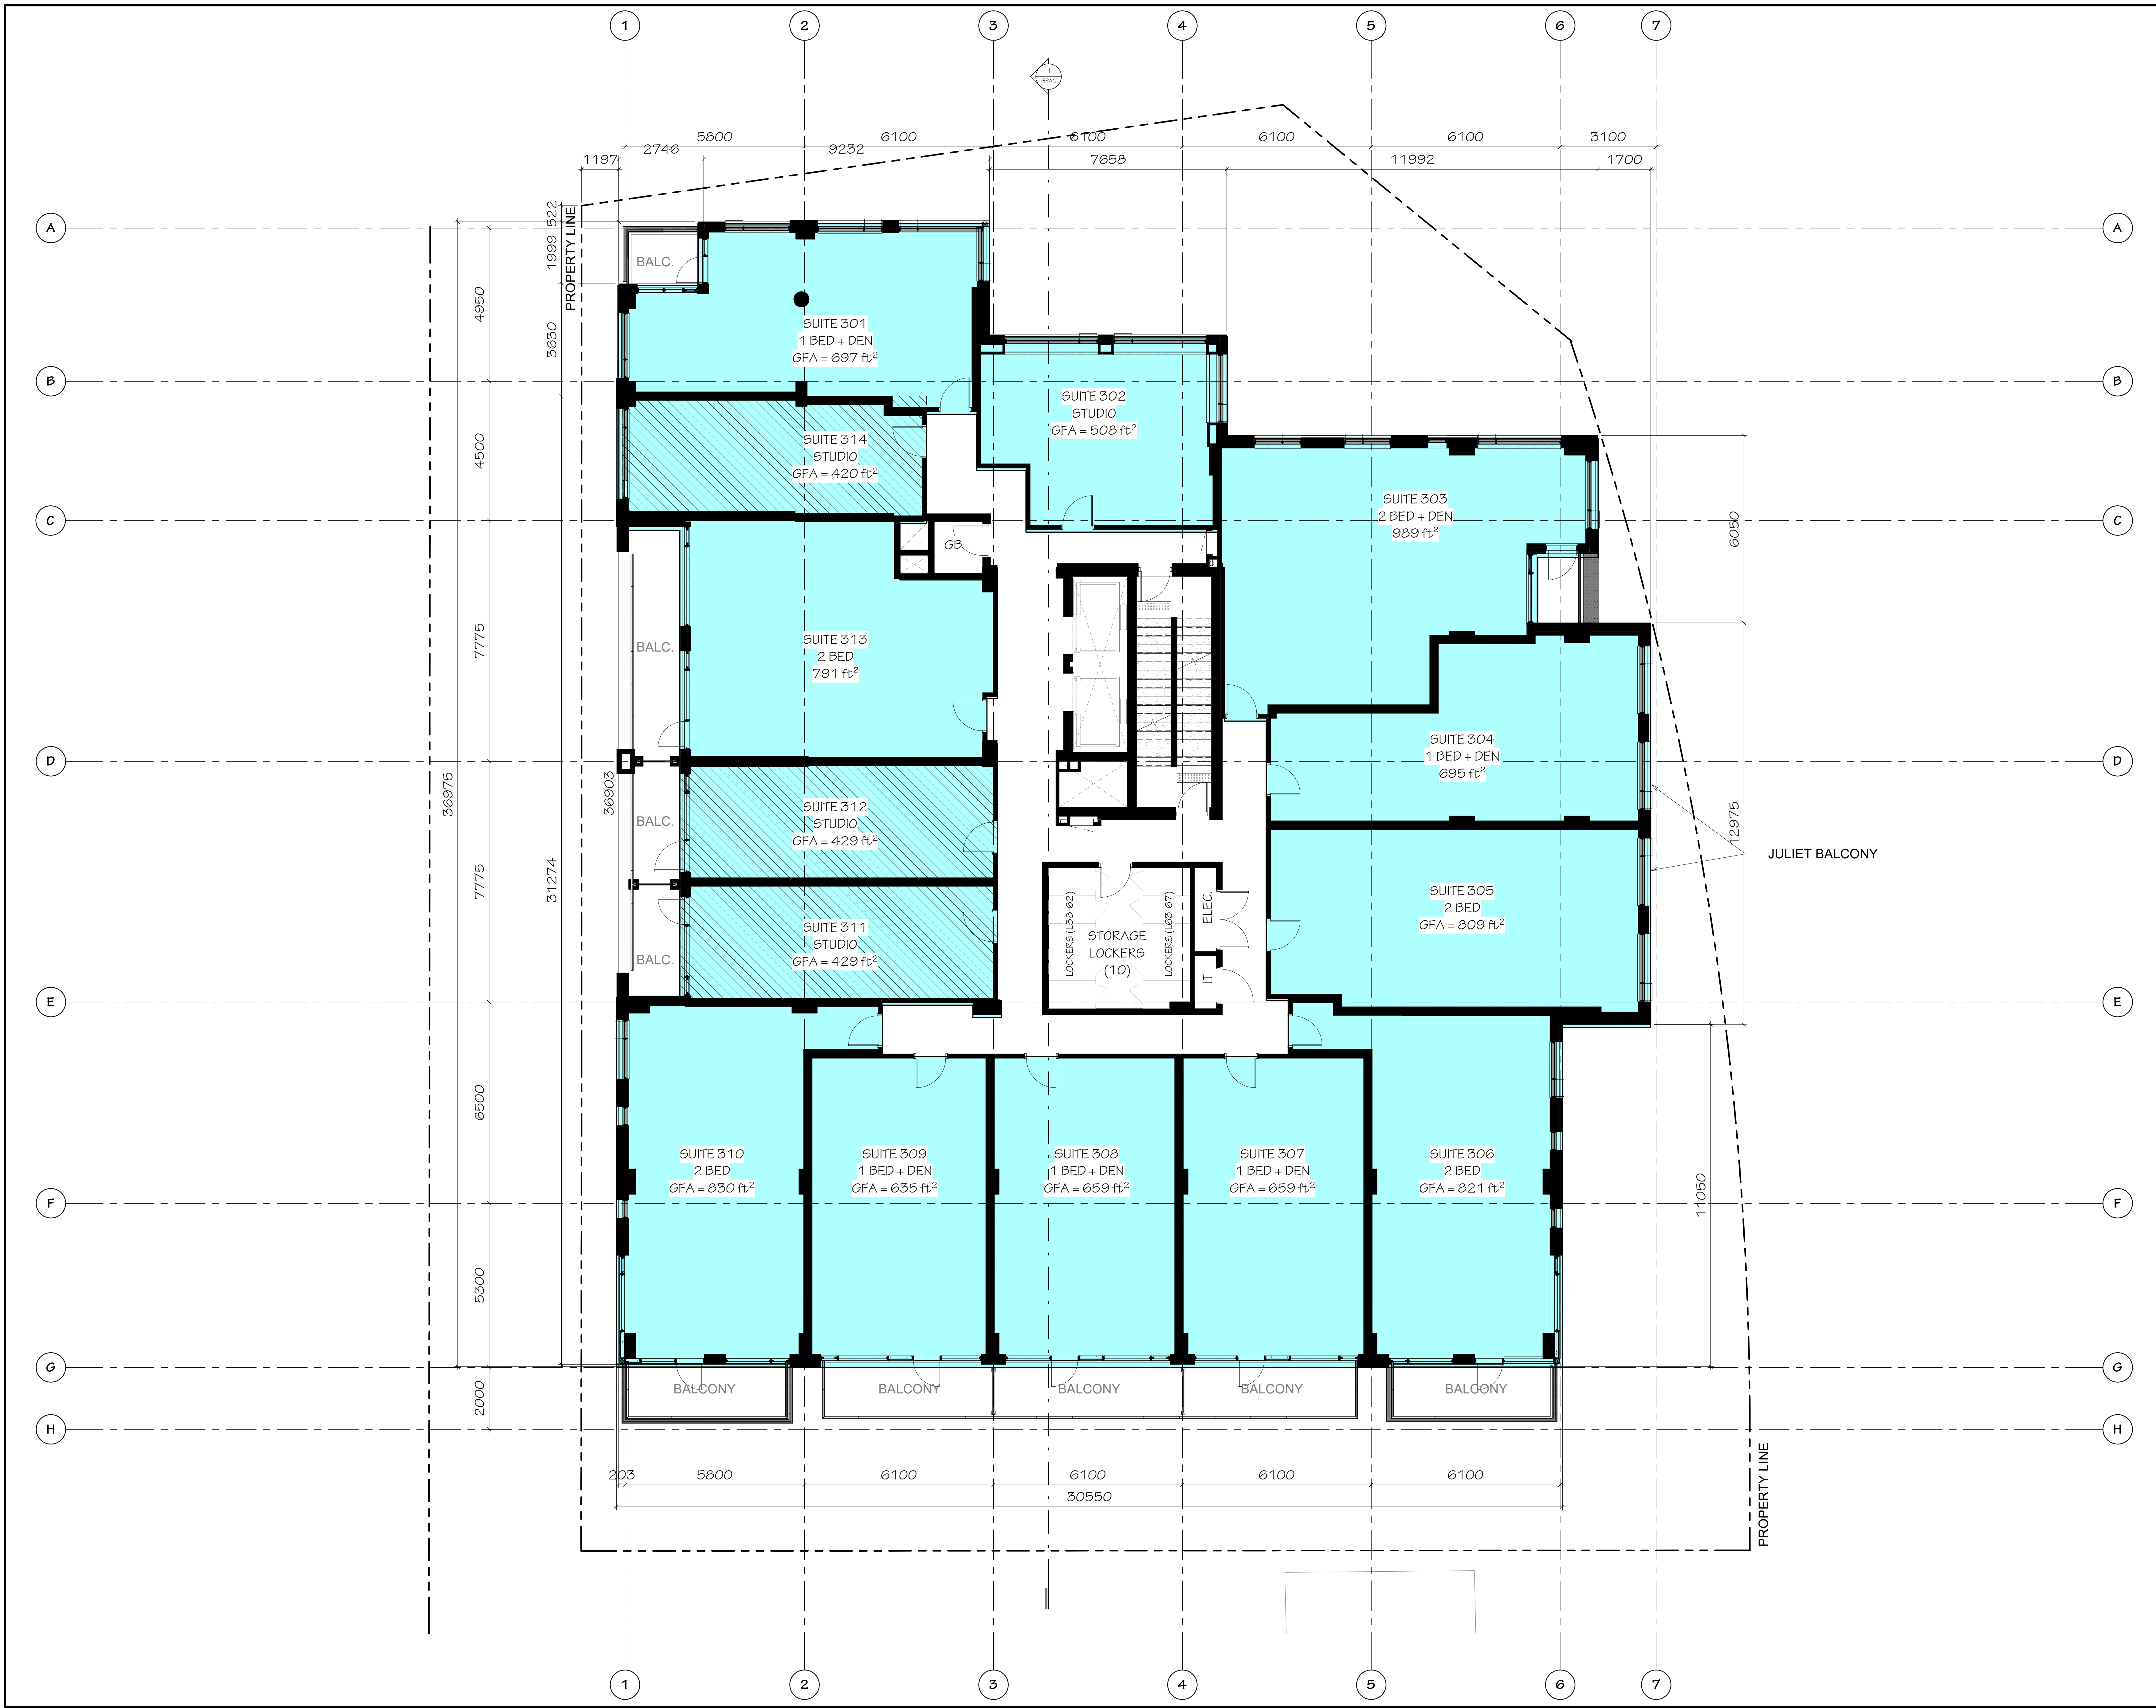 1 2 3 4 5 6 7
1
SPAD
5800 6100 6100 6100 6100 3100
2746 9232
1197 7658 11992 1700
522
1999
PROPERTY LINE
A A
BALC.
4950
3630
SUITE 301
1 BED + DEN
GFA = 697 ft²
B B
SUITE 302
STUDIO
GFA = 508 ft²
4500
SUITE 314
STUDIO
GFA = 420 ft²
SUITE 303
2 BED + DEN
989 ft²
C C
6050
GB
7775
BALC.
SUITE 313
2 BED
791 ft²
SUITE 304
1 BED + DEN
695 ft²
D D
36975
36903
BALC.
SUITE 312
STUDIO
GFA = 429 ft²
12975
JULIET BALCONY
7775
31274
SUITE 305
2 BED
GFA = 809 ft²
LOCKERS (L58-62)
STORAGE
LOCKERS
(10)
LOCKERS (L63-67)
ELEC.
IT
SUITE 311
STUDIO
GFA = 429 ft²
BALC.
E E
6500
SUITE 310
2 BED
GFA = 830 ft²
SUITE 309
1 BED + DEN
GFA = 635 ft²
SUITE 308
1 BED + DEN
GFA = 659 ft²
SUITE 307
1 BED + DEN
GFA = 659 ft²
SUITE 306
2 BED
GFA = 821 ft²
11050
F F
5300
G G
BALCONY BALCONY BALCONY BALCONY BALCONY
2000
H H
203 5800 6100 6100 6100 6100
30550
PROPERTY LINE
1 2 3 4 5 6 7